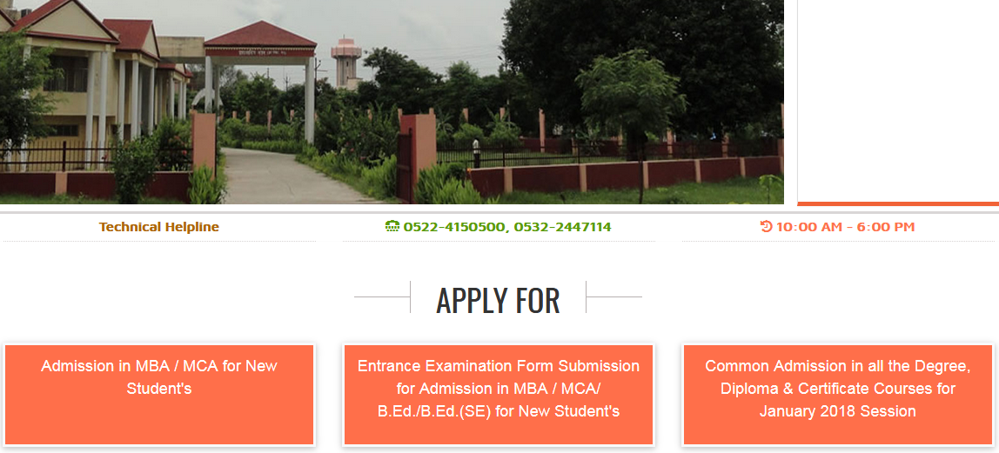 Technical Helpline
0522-4150500, 0532-2447114
10:00 AM - 6:00 PM
APPLY FOR
Admission in MBA / MCA for New
Student's
Entrance Examination Form Submission
for Admission in MBA / MCA/
B.Ed./B.Ed.(SE) for New Student's
Common Admission in all the Degree,
Diploma & Certificate Courses for
January 2018 Session